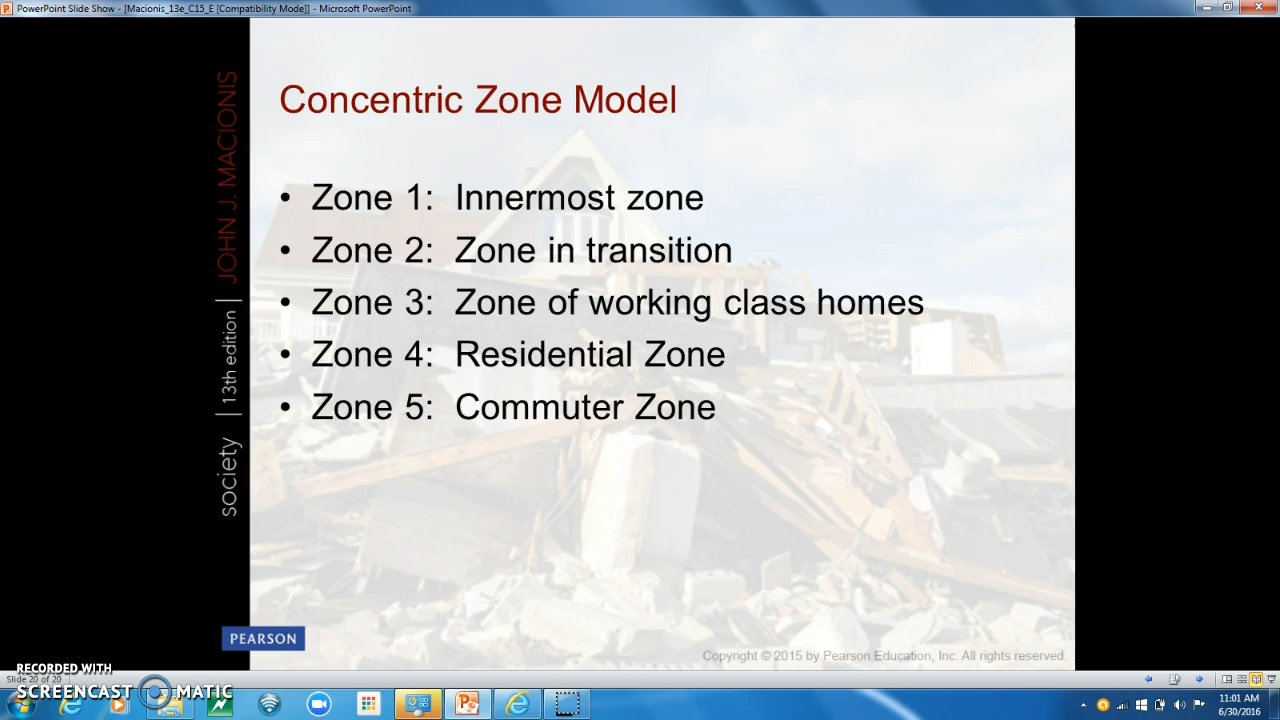 PowerPoint Slide Show - [Macionis_13e_C15_E [Compatibility Mode]] - Microsoft PowerPoint
society | 13th edition | JOHN J. MACIONIS
Concentric Zone Model
• Zone 1: Innermost zone
• Zone 2: Zone in transition
• Zone 3: Zone of working class homes
• Zone 4: Residential Zone
• Zone 5: Commuter Zone
PEARSON
Copyright © 2015 by Pearson Education, Inc. All rights reserved.
RECORDED WITH
SCREENCAST MATIC
Slide 20 of 20
11:01 AM
6/30/2016